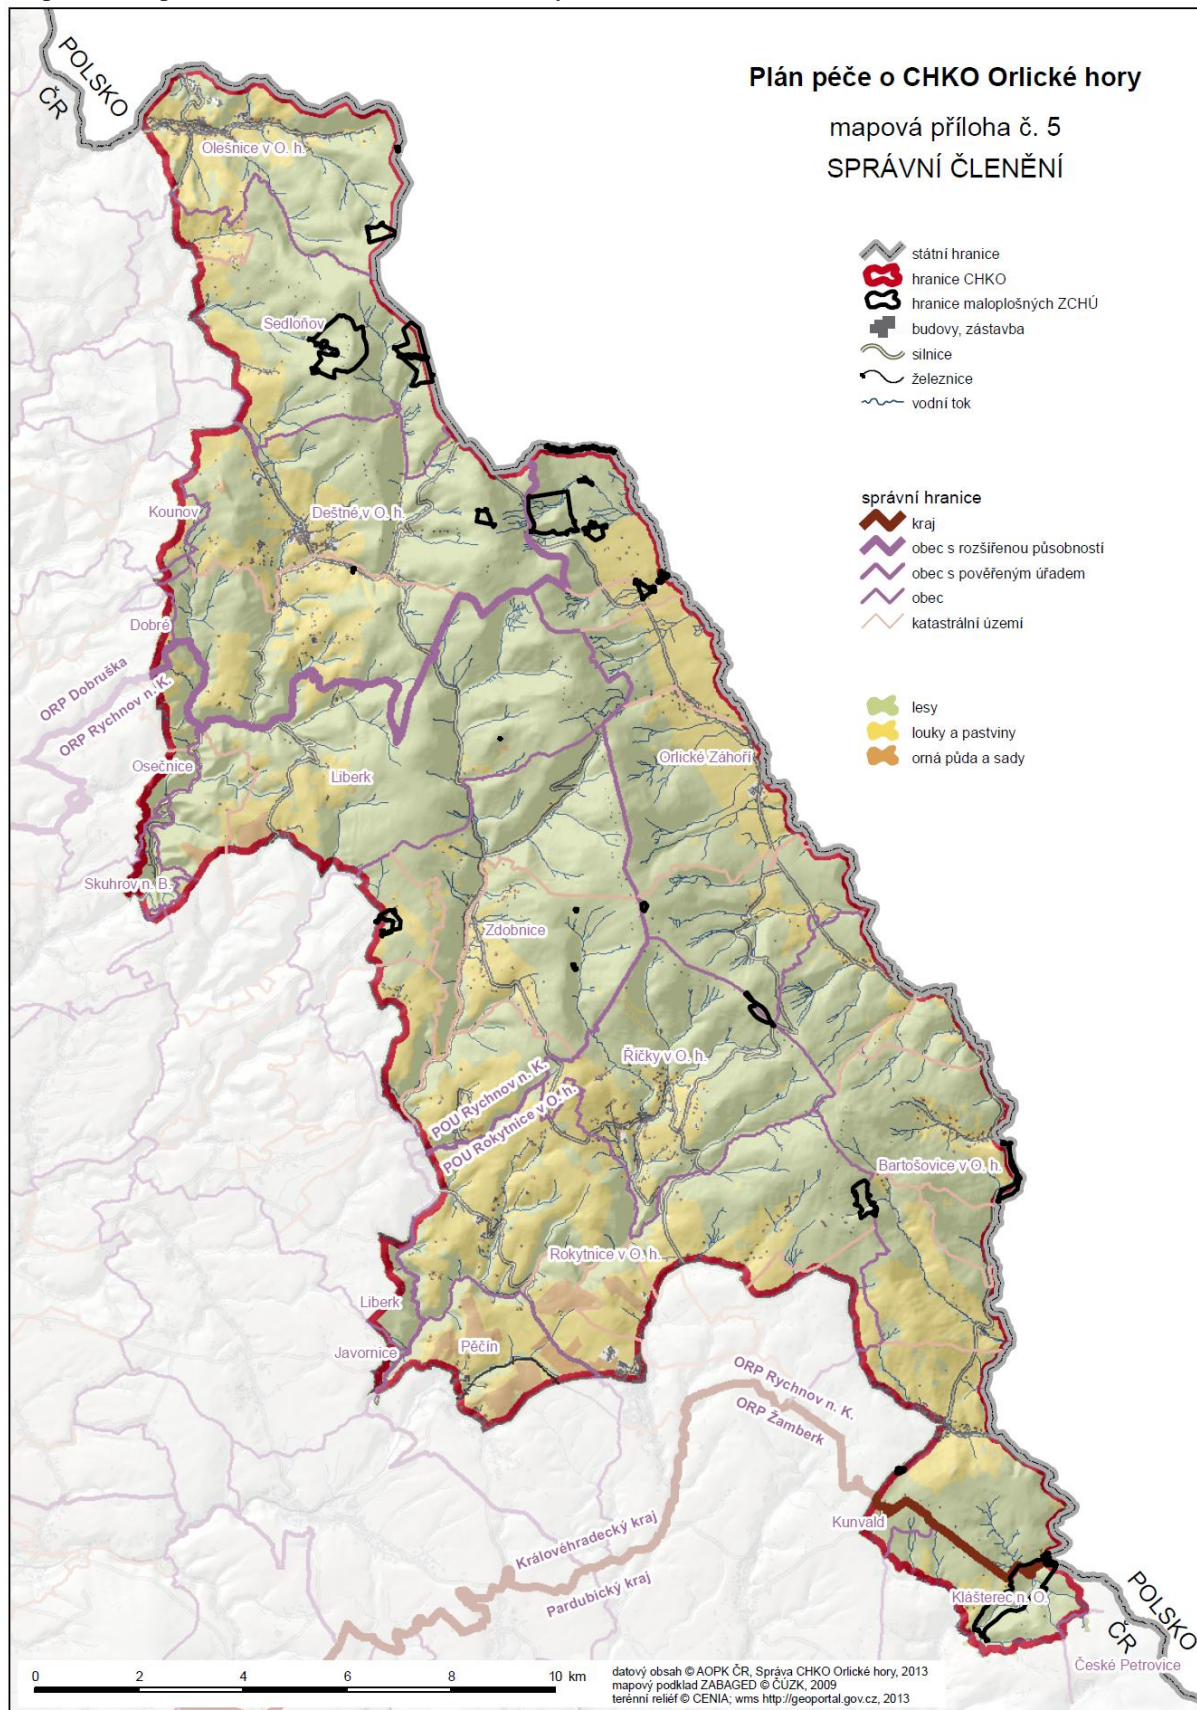 POLSKO
ČR
Plán péče o CHKO Orlické hory
mapová příloha č. 5
SPRÁVNÍ ČLENĚNÍ
státní hranice
hranice CHKO
hranice maloplošných ZCHÚ
budovy, zástavba
silnice
železnice
vodní tok
správní hranice
kraj
obec s rozšířenou působností
obec s pověřeným úřadem
obec
katastrální území
lesy
louky a pastviny
orná půda a sady
Olešnice v O. h.
Sedloňov
Kounov
Deštné v O. h.
Dobré
ORP Dobruška
ORP Rychnov n. K.
Osečnice
Liberk
Orlické Záhoří
Skuhrov n. B.
Zdobnice
Říčky v O. h.
POU Rychnov n. K.
POU Rokytnice v O. h.
Bartošovice v O. h.
Rokytnice v O. h.
Liberk
Javornice
Pěčín
ORP Rychnov n. K.
ORP Žamberk
Kunvald
Královéhradecký kraj
Pardubický kraj
Klášterec n. O.
POLSKO
ČR
České Petrovice
0 2 4 6 8 10 km
datový obsah © AOPK ČR, Správa CHKO Orlické hory, 2013
mapový podklad ZABAGED © ČÚZK, 2009
terénní reliéf © CENIA; wms http://geoportal.gov.cz, 2013